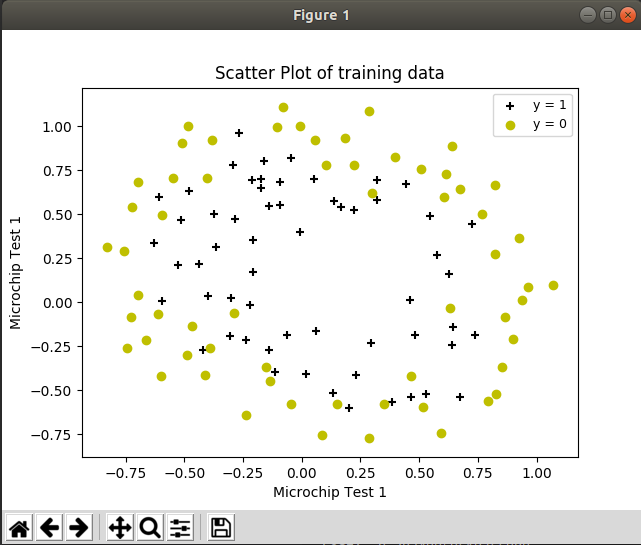 Figure 1
Scatter Plot of training data
y = 1
y = 0
1.00
0.75
0.50
0.25
0.00
−0.25
−0.50
−0.75
Microchip Test 1
−0.75 −0.50 −0.25 0.00 0.25 0.50 0.75 1.00
Microchip Test 1